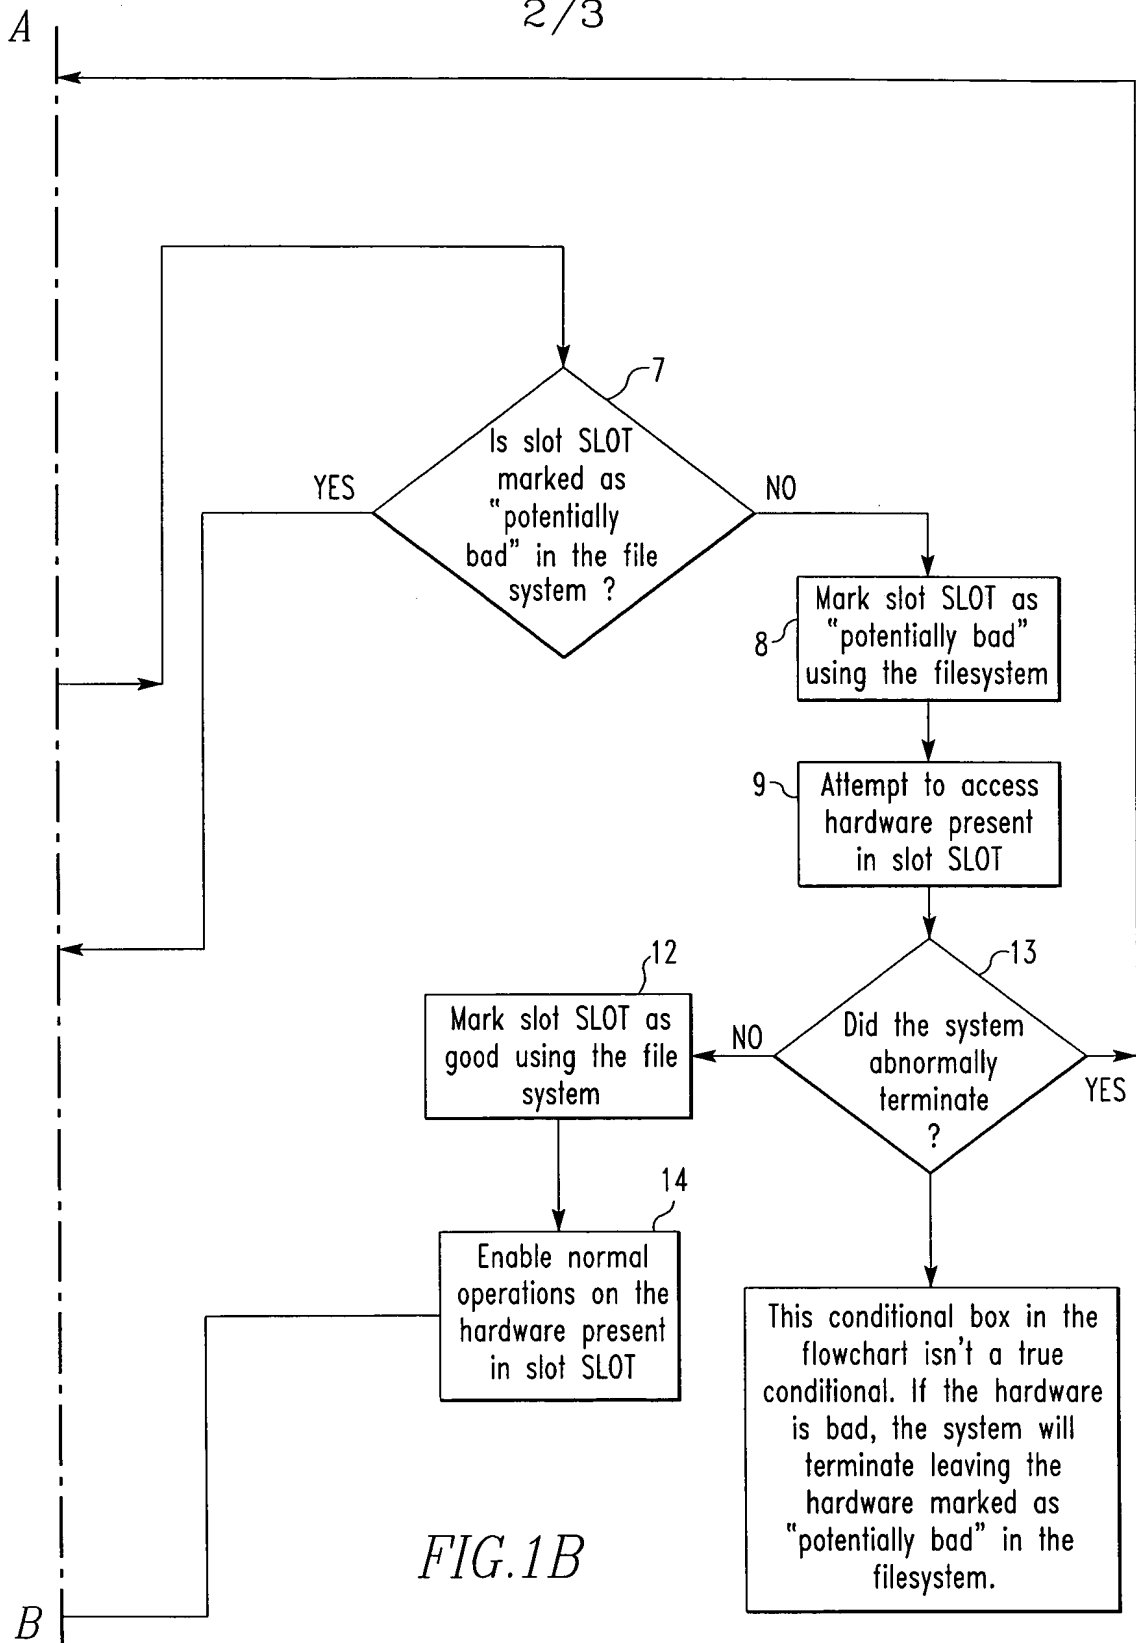 A
2/3
7
Is slot SLOT
marked as
"potentially
bad" in the file
system ?
YES
NO
8
Mark slot SLOT as
"potentially bad"
using the filesystem
9
Attempt to access
hardware present
in slot SLOT
12
Mark slot SLOT as
good using the file
system
NO
13
Did the system
abnormally
terminate
?
YES
14
Enable normal
operations on the
hardware present
in slot SLOT
This conditional box in the
flowchart isn't a true
conditional. If the hardware
is bad, the system will
terminate leaving the
hardware marked as
"potentially bad" in the
filesystem.
FIG.1B
B